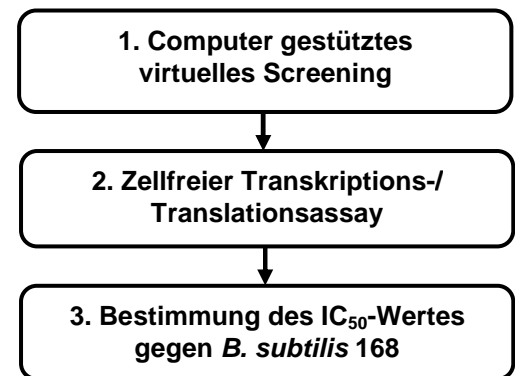 1. Computer gestütztes
virtuelles Screening
2. Zellfreier Transkriptions-/
Translationsassay
3. Bestimmung des IC₅₀-Wertes
gegen B. subtilis 168